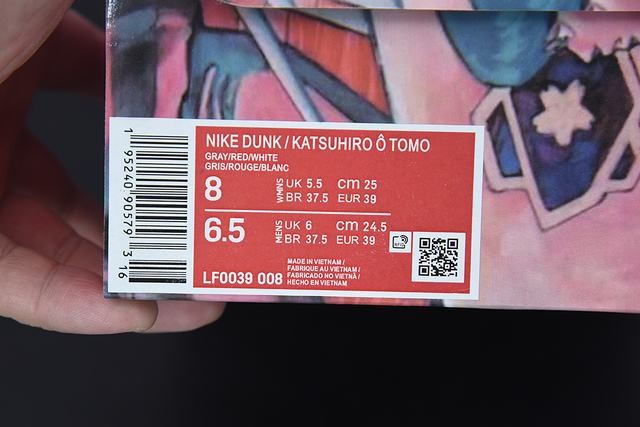 NIKE DUNK / KATSUHIRO Ô TOMO
GRAY/RED/WHITE
GRIS/ROUGE/BLANC
8 WMNS UK 5.5 cm 25
BR 37.5 EUR 39
6.5 MENS UK 6 cm 24.5
BR 37.5 EUR 39
MADE IN VIETNAM /
FABRIQUE AU VIETNAM /
FABRICADO NO VIETNÃ /
HECHO EN VIETNAM
LF0039 008
1 95240 90579 3 16